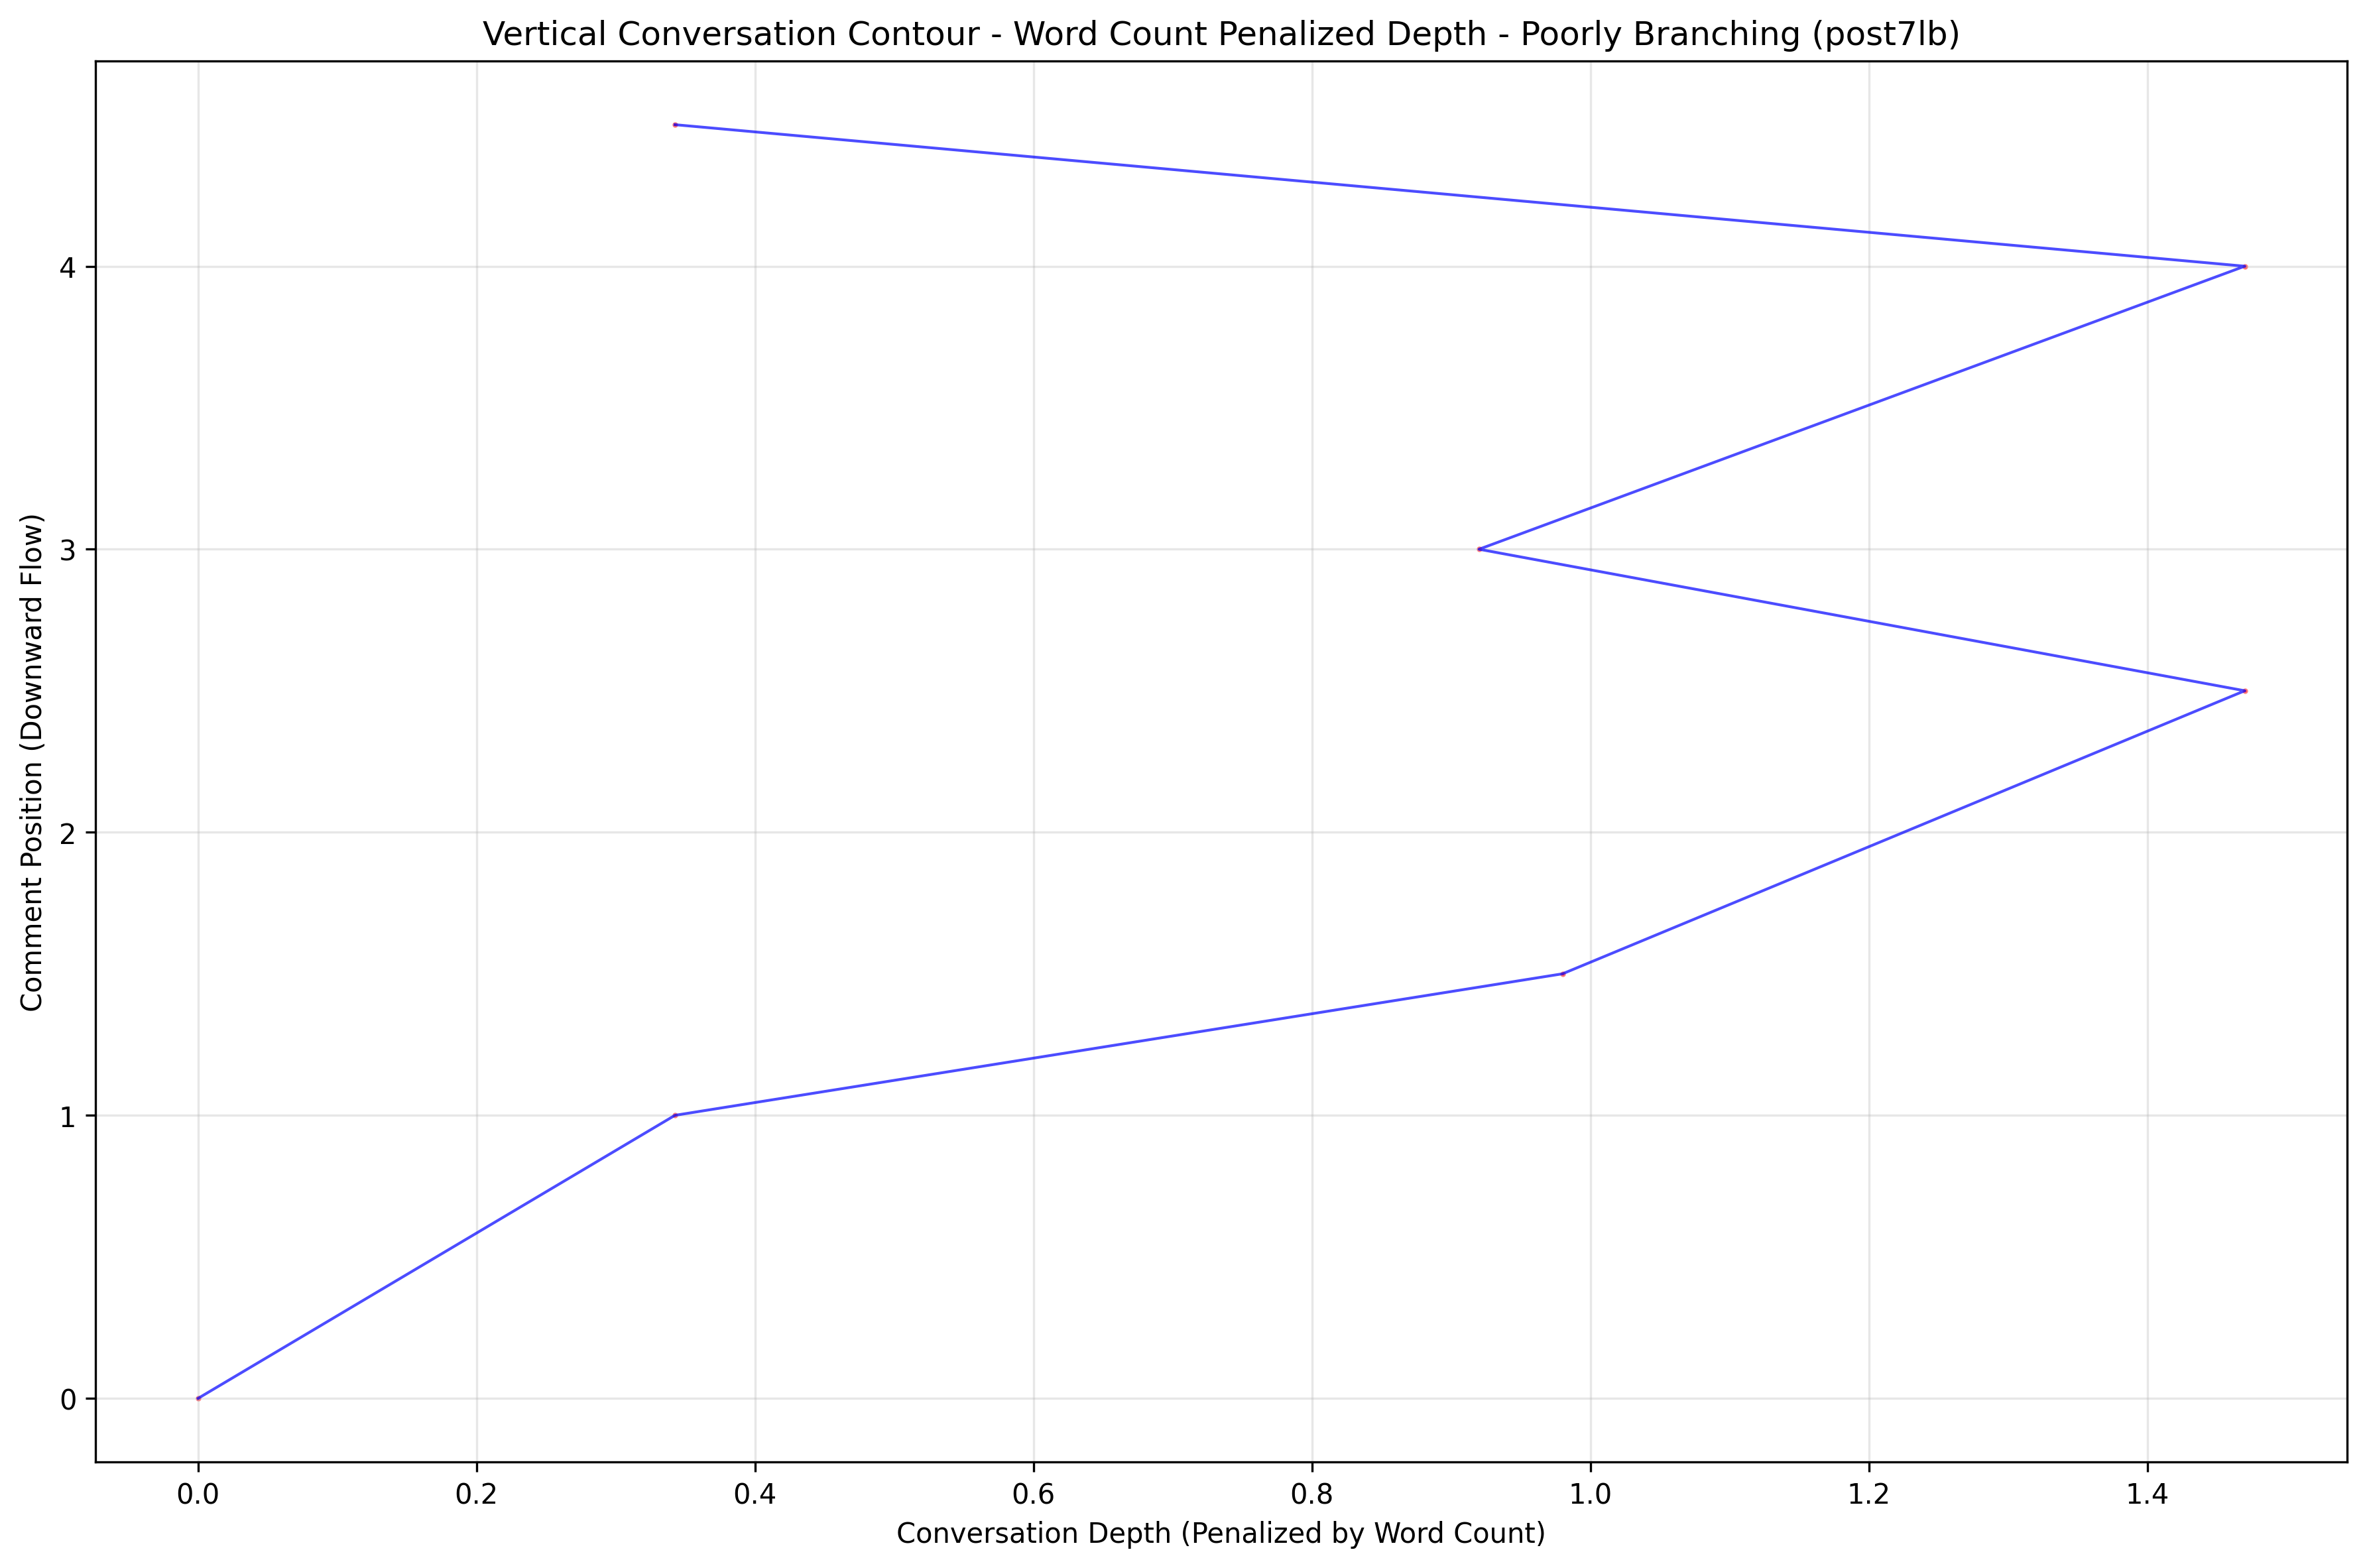 Vertical Conversation Contour - Word Count Penalized Depth - Poorly Branching (post7lb)
Comment Position (Downward Flow)
4
3
2
1
0
0.0 0.2 0.4 0.6 0.8 1.0 1.2 1.4
Conversation Depth (Penalized by Word Count)